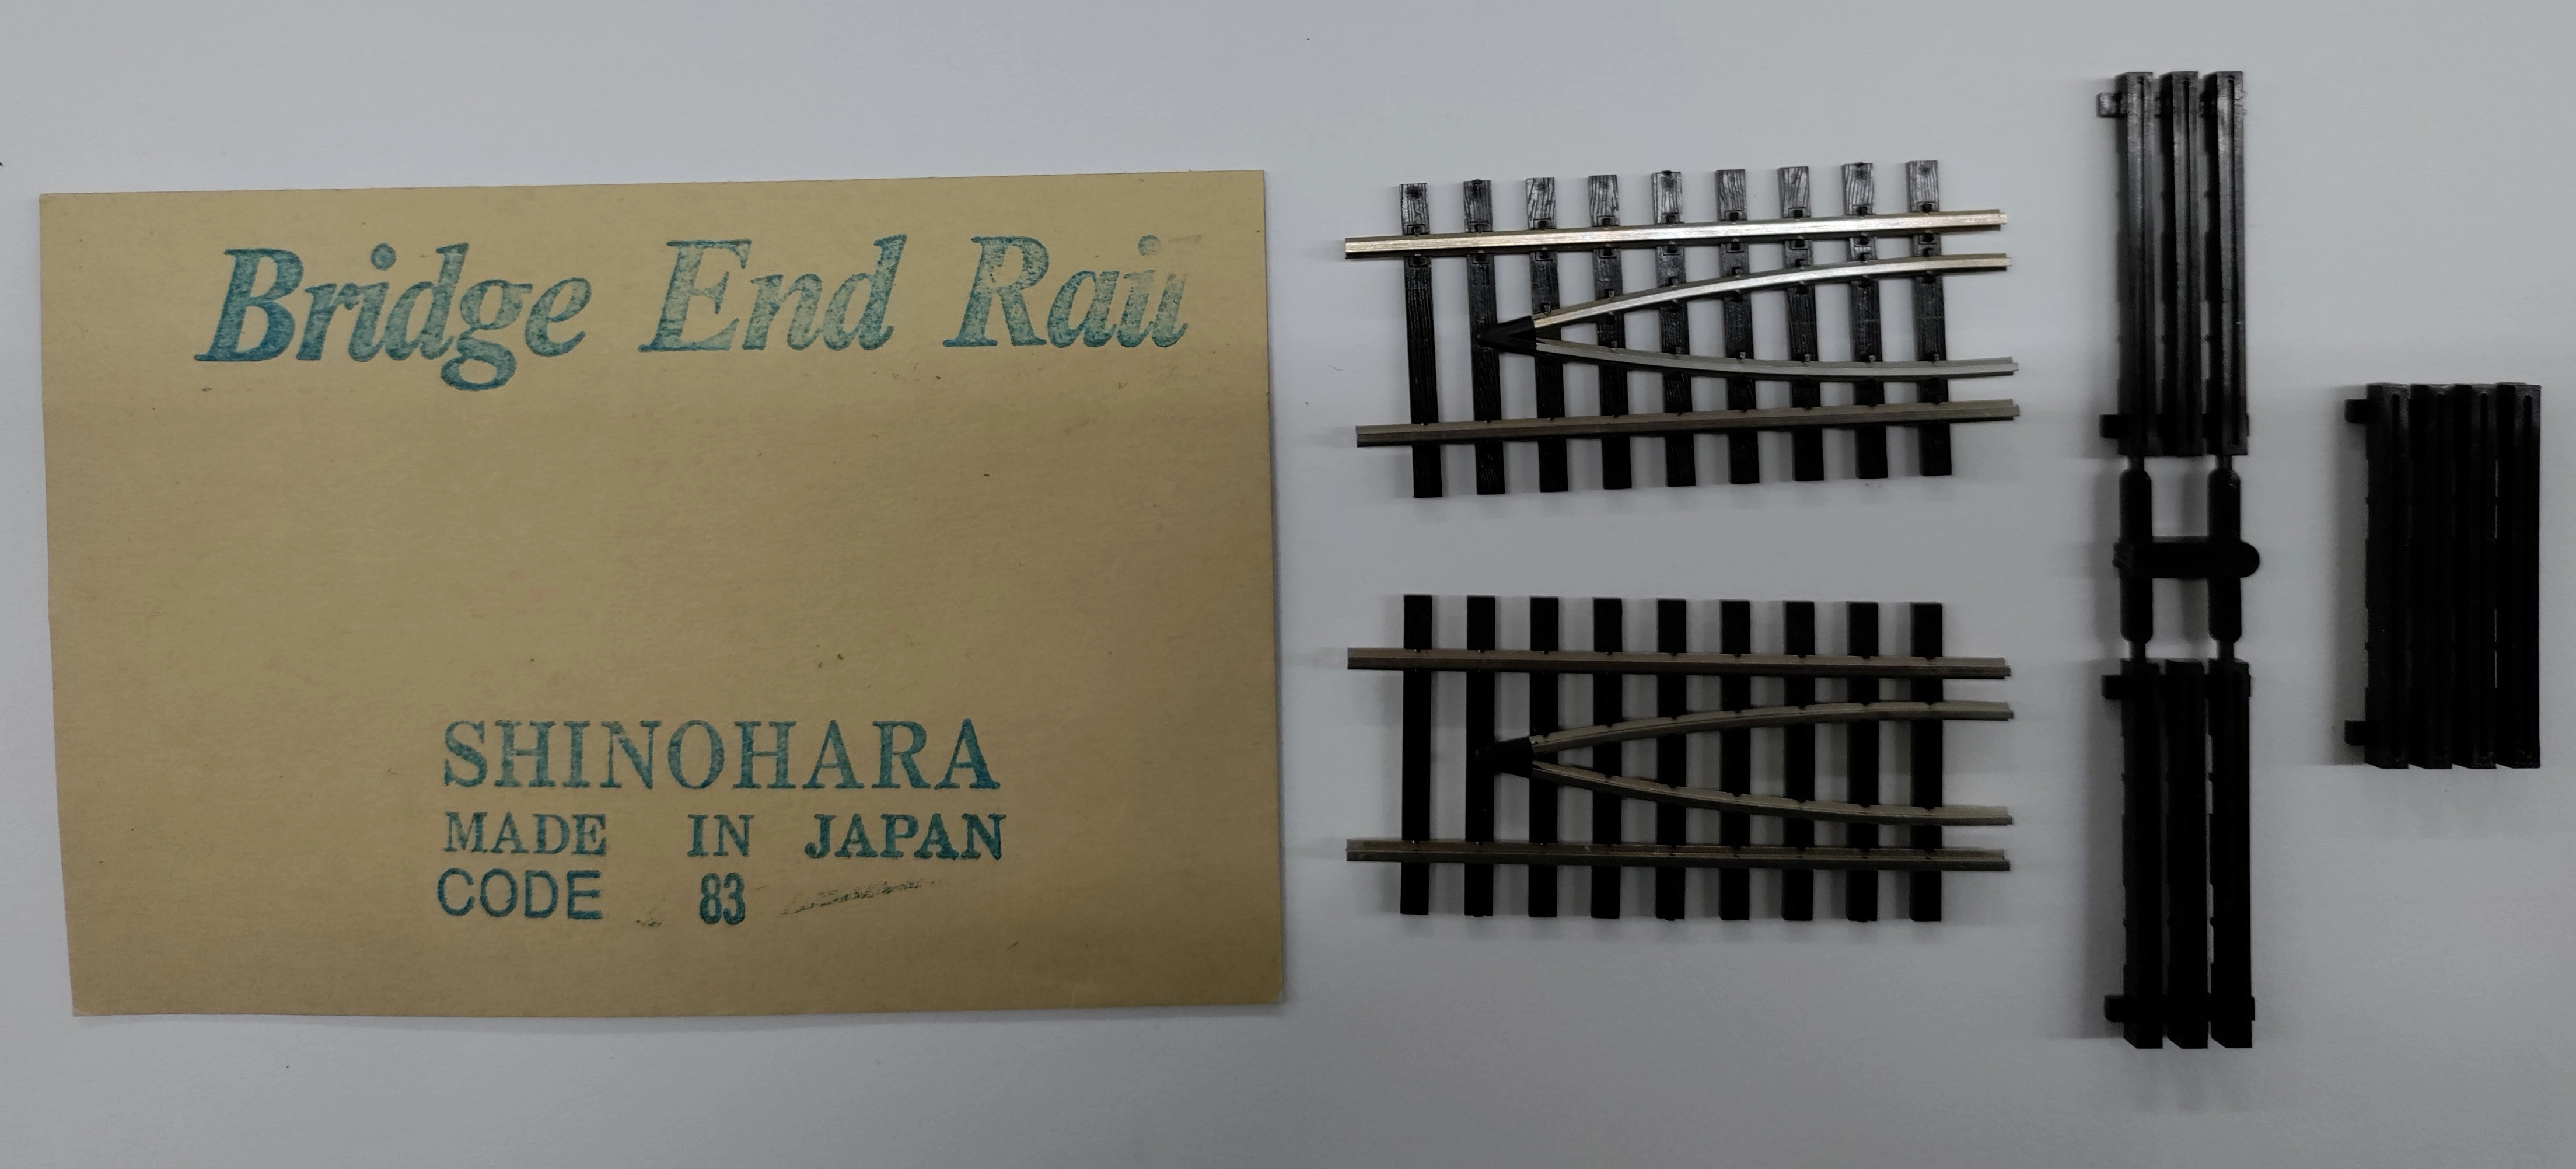 Bridge End Rail
SHINOHARA
MADE IN JAPAN
CODE 83